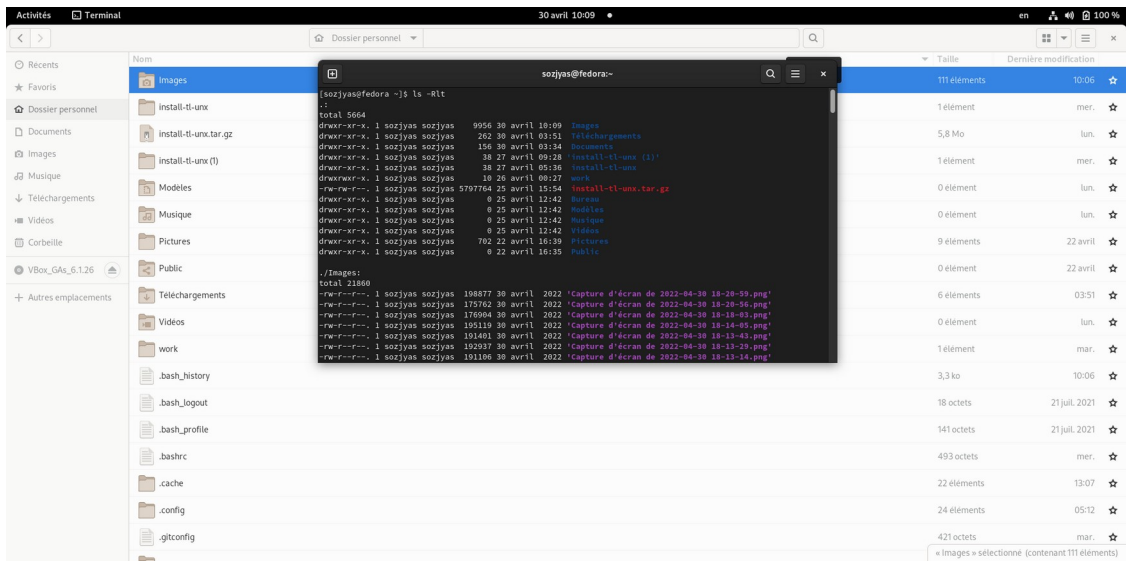 Activités Terminal 30 avril 10:09 en 100 %
Dossier personnel
Récents
Favoris
Dossier personnel
Documents
Images
Musique
Téléchargements
Vidéos
Corbeille
VBox_GAs_6.1.26
+ Autres emplacements
Nom Taille Dernière modification
Images 111 éléments 10:06
install-tl-unx 1 élément mer.
install-tl-unx.tar.gz 5,8 Mo lun.
install-tl-unx (1) 1 élément mer.
Modèles 0 élément lun.
Musique 0 élément lun.
Pictures 9 éléments 22 avril
Public 0 élément 22 avril
Téléchargements 6 éléments 03:51
Vidéos 0 élément lun.
work 1 élément mar.
.bash_history 3,3 ko 10:06
.bash_logout 18 octets 21 juil. 2021
.bash_profile 141 octets 21 juil. 2021
.bashrc 493 octets mer.
.cache 22 éléments 13:07
.config 24 éléments 05:12
.gitconfig 421 octets mar.
« Images » sélectionné (contenant 111 éléments)
sozjyas@fedora:~
[sozjyas@fedora ~]$ ls -Rlt
.:
total 5664
drwxr-xr-x. 1 sozjyas sozjyas 9956 30 avril 10:09 Images
drwxr-xr-x. 1 sozjyas sozjyas 262 30 avril 03:51 Téléchargements
drwxr-xr-x. 1 sozjyas sozjyas 156 30 avril 03:34 Documents
drwxr-xr-x. 1 sozjyas sozjyas 38 27 avril 09:28 'install-tl-unx (1)'
drwxr-xr-x. 1 sozjyas sozjyas 38 27 avril 05:36 install-tl-unx
drwxrwxr-x. 1 sozjyas sozjyas 10 26 avril 00:27 work
-rw-rw-r--. 1 sozjyas sozjyas 5797764 25 avril 15:54 install-tl-unx.tar.gz
drwxr-xr-x. 1 sozjyas sozjyas 0 25 avril 12:42 Bureau
drwxr-xr-x. 1 sozjyas sozjyas 0 25 avril 12:42 Modèles
drwxr-xr-x. 1 sozjyas sozjyas 0 25 avril 12:42 Musique
drwxr-xr-x. 1 sozjyas sozjyas 0 25 avril 12:42 Vidéos
drwxr-xr-x. 1 sozjyas sozjyas 702 22 avril 16:39 Pictures
drwxr-xr-x. 1 sozjyas sozjyas 0 22 avril 16:35 Public
./Images:
total 21860
-rw-r--r--. 1 sozjyas sozjyas 198877 30 avril 2022 'Capture d'écran de 2022-04-30 18-20-59.png'
-rw-r--r--. 1 sozjyas sozjyas 175762 30 avril 2022 'Capture d'écran de 2022-04-30 18-20-56.png'
-rw-r--r--. 1 sozjyas sozjyas 176904 30 avril 2022 'Capture d'écran de 2022-04-30 18-18-03.png'
-rw-r--r--. 1 sozjyas sozjyas 195119 30 avril 2022 'Capture d'écran de 2022-04-30 18-14-05.png'
-rw-r--r--. 1 sozjyas sozjyas 191401 30 avril 2022 'Capture d'écran de 2022-04-30 18-13-43.png'
-rw-r--r--. 1 sozjyas sozjyas 192937 30 avril 2022 'Capture d'écran de 2022-04-30 18-13-29.png'
-rw-r--r--. 1 sozjyas sozjyas 191106 30 avril 2022 'Capture d'écran de 2022-04-30 18-13-14.png'